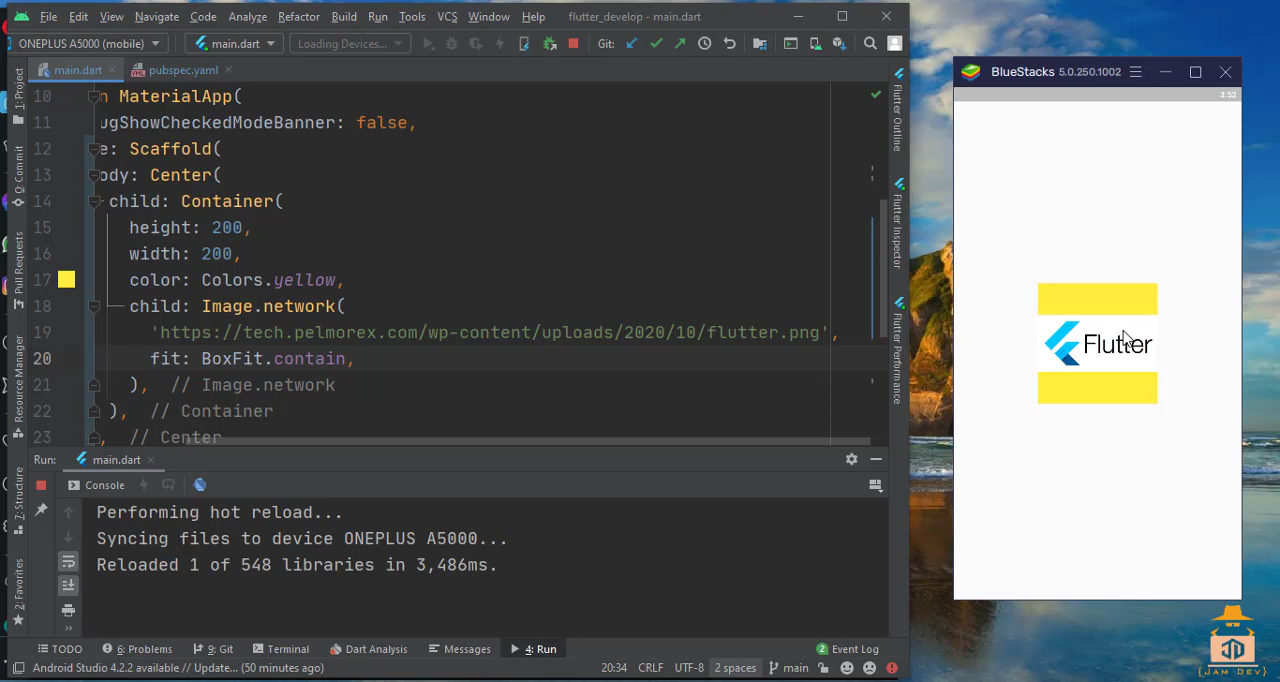 File Edit View Navigate Code Analyze Refactor Build Run Tools VCS Window Help flutter_develop - main.dart
ONEPLUS A5000 (mobile) main.dart Loading Devices... Git:
main.dart pubspec.yaml
10 n MaterialApp(
11 ugShowCheckedModeBanner: false,
12 e: Scaffold(
13 ody: Center(
14 child: Container(
15 height: 200,
16 width: 200,
17 color: Colors.yellow,
18 child: Image.network(
19 'https://tech.pelmorex.com/wp-content/uploads/2020/10/flutter.png',
20 fit: BoxFit.contain,
21 ), // Image.network
22 ), // Container
23 , // Center
1: Project
0: Commit
Pull Requests
Resource Manager
Z: Structure
2: Favorites
Flutter Outline
Flutter Inspector
Flutter Performance
Run: main.dart
Console
Performing hot reload...
Syncing files to device ONEPLUS A5000...
Reloaded 1 of 548 libraries in 3,486ms.
TODO 6: Problems 9: Git Terminal Dart Analysis Messages 4: Run 2 Event Log
Android Studio 4.2.2 available // Update... (50 minutes ago) 20:34 CRLF UTF-8 2 spaces main
BlueStacks 5.0.250.1002
3:52
Flutter
JD
{JAM DEV}